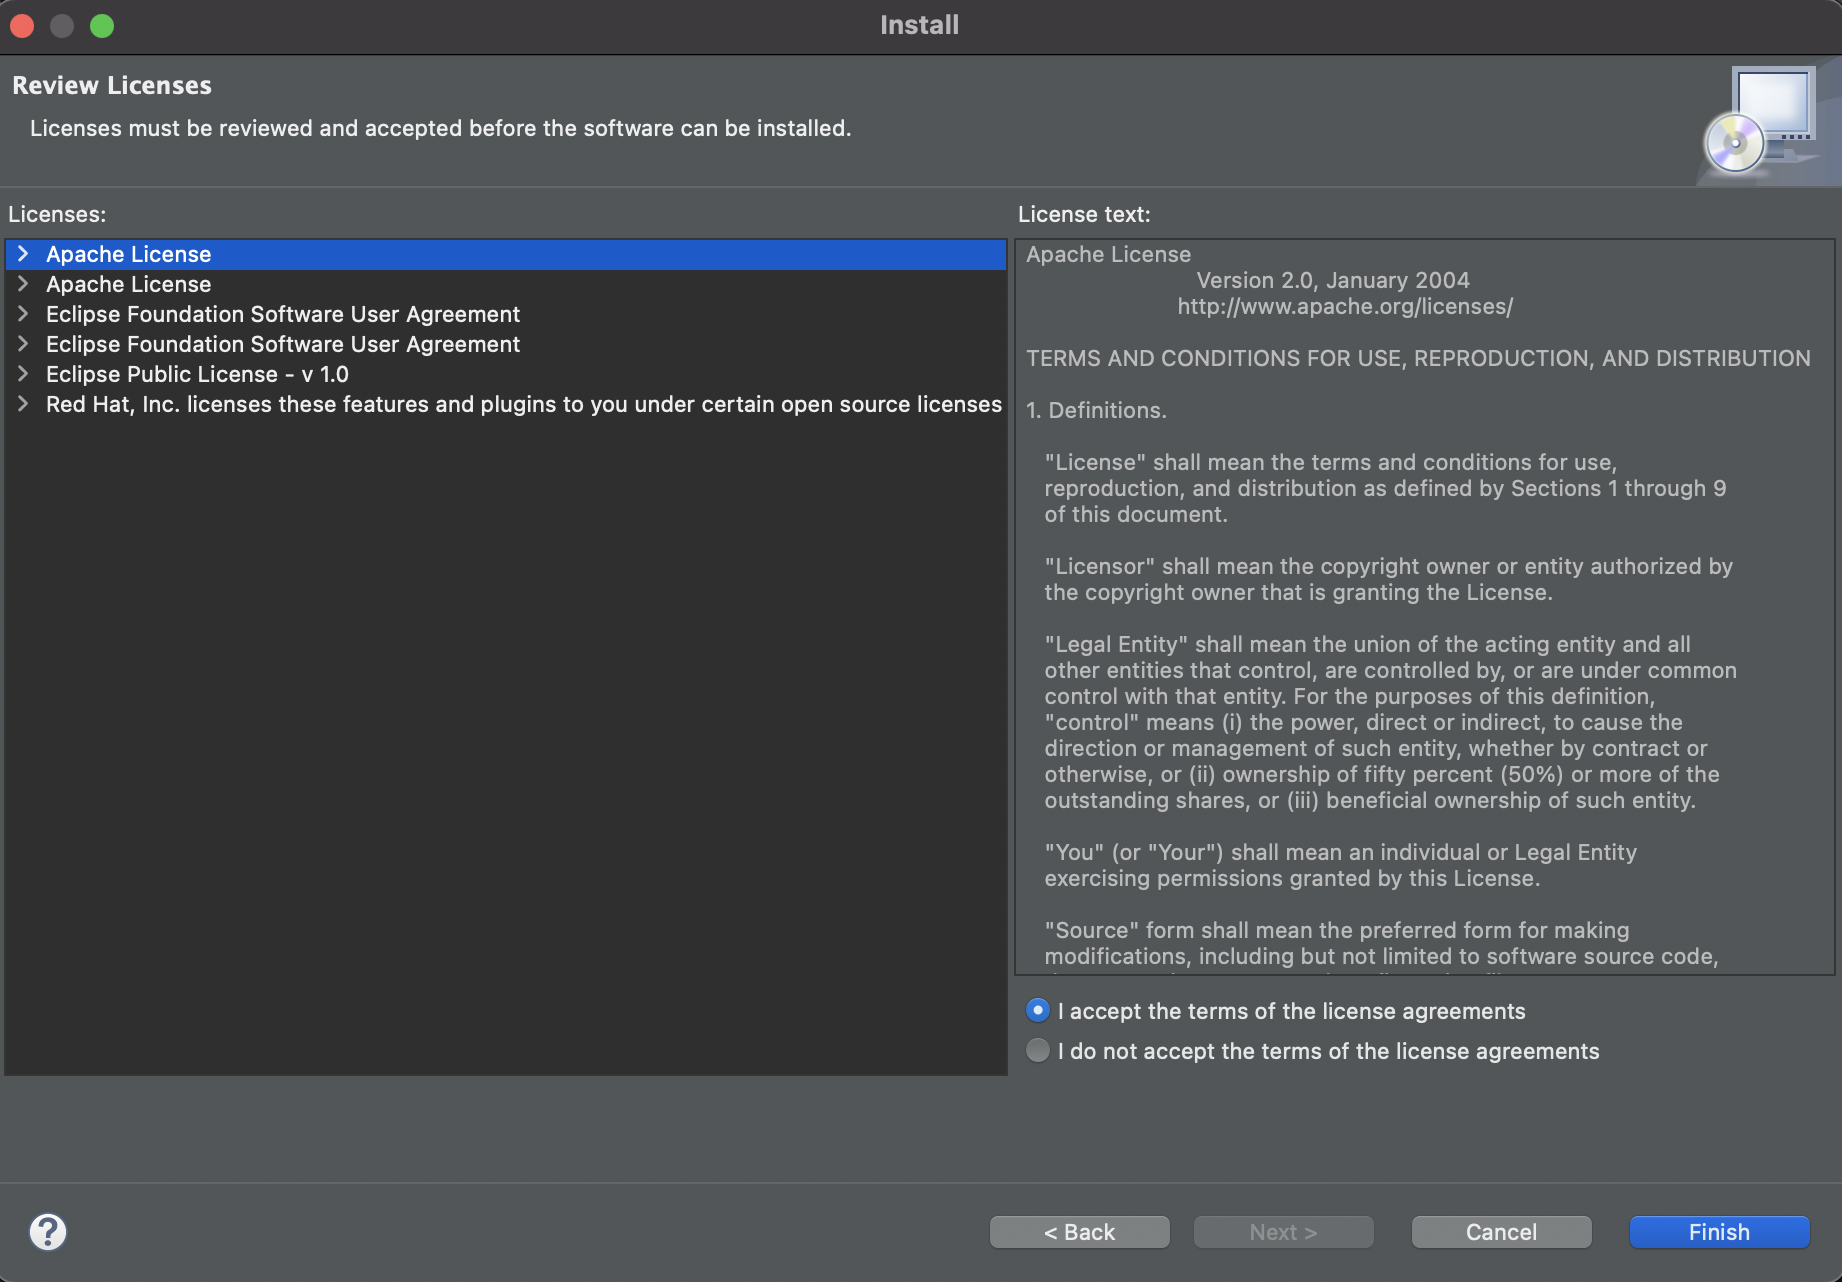 Install
Review Licenses
Licenses must be reviewed and accepted before the software can be installed.
Licenses:
Apache License
Apache License
Eclipse Foundation Software User Agreement
Eclipse Foundation Software User Agreement
Eclipse Public License - v 1.0
Red Hat, Inc. licenses these features and plugins to you under certain open source licenses
License text:
Apache License
Version 2.0, January 2004
http://www.apache.org/licenses/
TERMS AND CONDITIONS FOR USE, REPRODUCTION, AND DISTRIBUTION
1. Definitions.
"License" shall mean the terms and conditions for use,
reproduction, and distribution as defined by Sections 1 through 9
of this document.
"Licensor" shall mean the copyright owner or entity authorized by
the copyright owner that is granting the License.
"Legal Entity" shall mean the union of the acting entity and all
other entities that control, are controlled by, or are under common
control with that entity. For the purposes of this definition,
"control" means (i) the power, direct or indirect, to cause the
direction or management of such entity, whether by contract or
otherwise, or (ii) ownership of fifty percent (50%) or more of the
outstanding shares, or (iii) beneficial ownership of such entity.
"You" (or "Your") shall mean an individual or Legal Entity
exercising permissions granted by this License.
"Source" form shall mean the preferred form for making
modifications, including but not limited to software source code,
I accept the terms of the license agreements
I do not accept the terms of the license agreements
?
< Back
Next >
Cancel
Finish